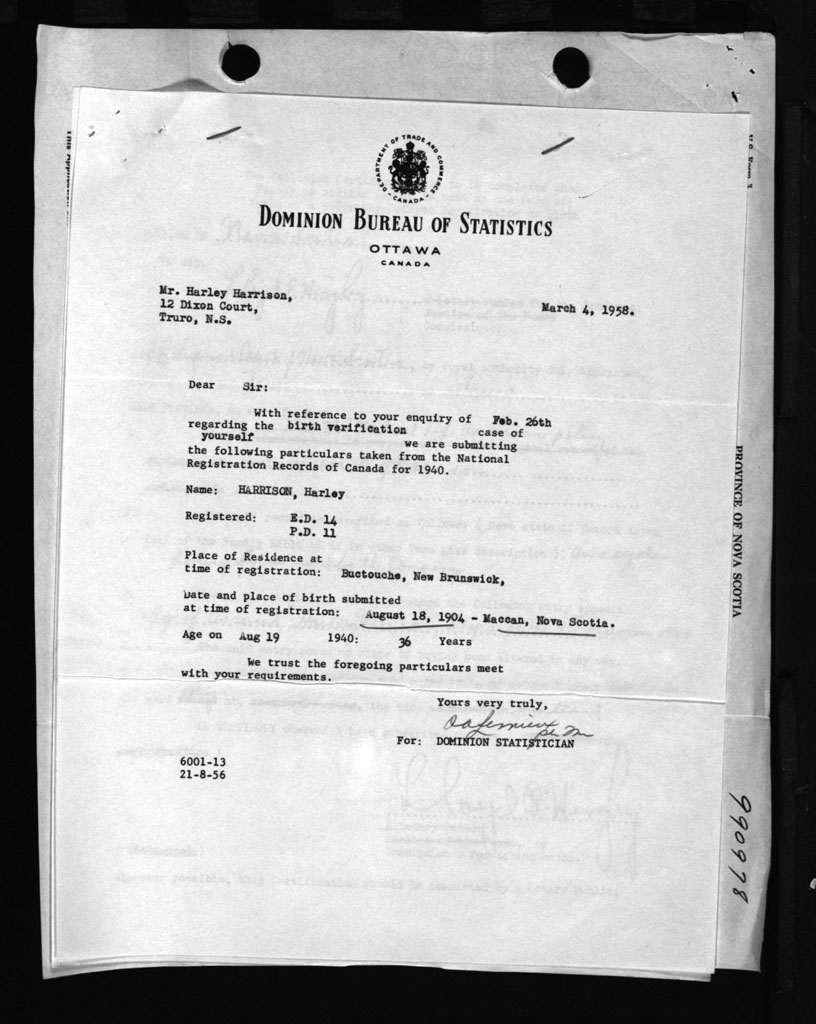 DEPARTMENT OF TRADE AND COMMERCE
- CANADA -
DOMINION BUREAU OF STATISTICS
OTTAWA
CANADA
Mr. Harley Harrison,
12 Dixon Court,
Truro, N.S.
March 4, 1958.
Dear Sir:
With reference to your enquiry of Feb. 26th
regarding the birth verification case of
yourself we are submitting
the following particulars taken from the National
Registration Records of Canada for 1940.
Name: HARRISON, Harley
Registered: E.D. 14
P.D. 11
Place of Residence at
time of registration: Buctouche, New Brunswick,
Date and place of birth submitted
at time of registration: August 18, 1904 - Maccan, Nova Scotia.
Age on Aug 19 1940: 36 Years
We trust the foregoing particulars meet
with your requirements.
Yours very truly,
For: DOMINION STATISTICIAN
6001-13
21-8-56
PROVINCE OF NOVA SCOTIA
990978